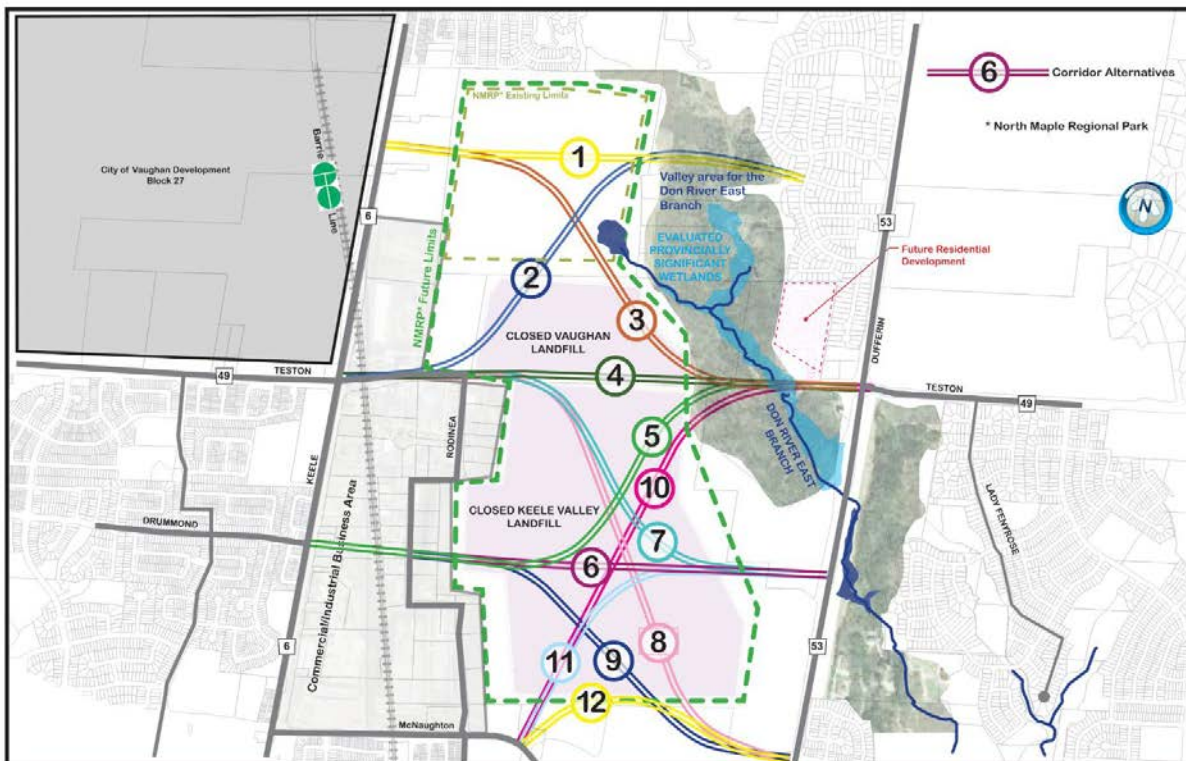 6
Corridor Alternatives
* North Maple Regional Park
N
NMRP* Existing Limits
1
City of Vaughan Development
Block 27
Barrie
Line
6
NMRP* Future Limits
Valley area for the
Don River East
Branch
EVALUATED
PROVINCIALLY
SIGNIFICANT
WETLANDS
53
Future Residential
Development
2
3
CLOSED VAUGHAN
LANDFILL
DUFFERIN
49
TESTON
4
TESTON
49
RODINEA
5
DON RIVER EAST
BRANCH
KEELE
10
CLOSED KEELE VALLEY
LANDFILL
DRUMMOND
7
LADY FENYROSE
Commercial/Industrial Business Area
6
6
11
9
8
53
12
McNaughton